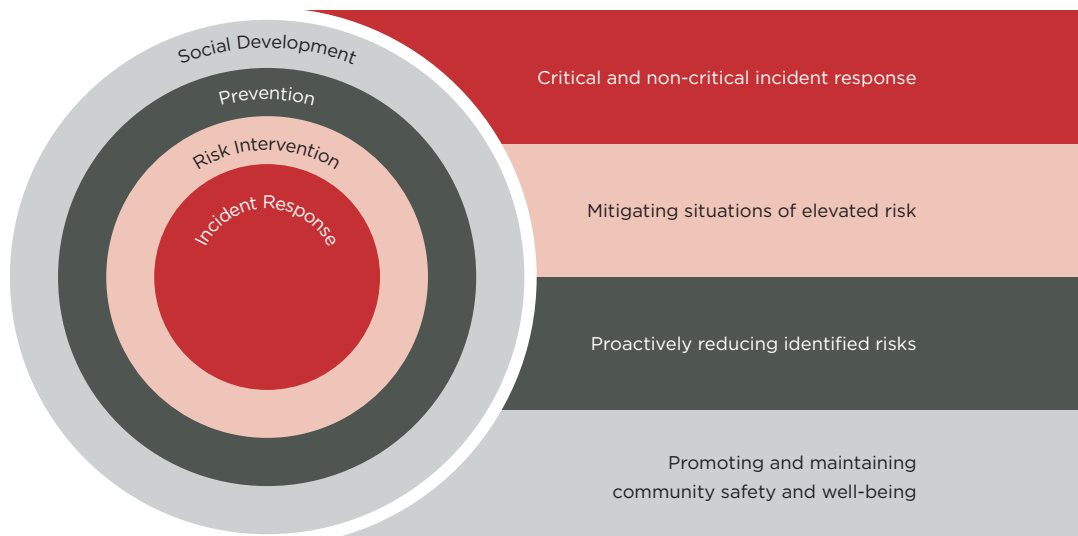 Social Development
Prevention
Risk Intervention
Incident Response
Critical and non-critical incident response
Mitigating situations of elevated risk
Proactively reducing identified risks
Promoting and maintaining
community safety and well-being